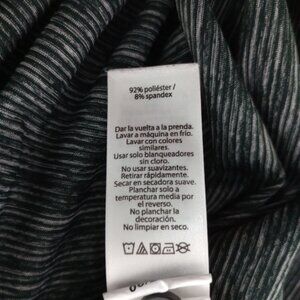 92% poliéster /
8% spandex
Dar la vuelta a la prenda.
Lavar a máquina en frío.
Lavar con colores
similares.
Usar solo blanqueadores
sin cloro.
No usar suavizantes.
Retirar rápidamente.
Secar en secadora suave.
Planchar solo a
temperatura media por
el reverso.
No planchar la
decoración.
No limpiar en seco.